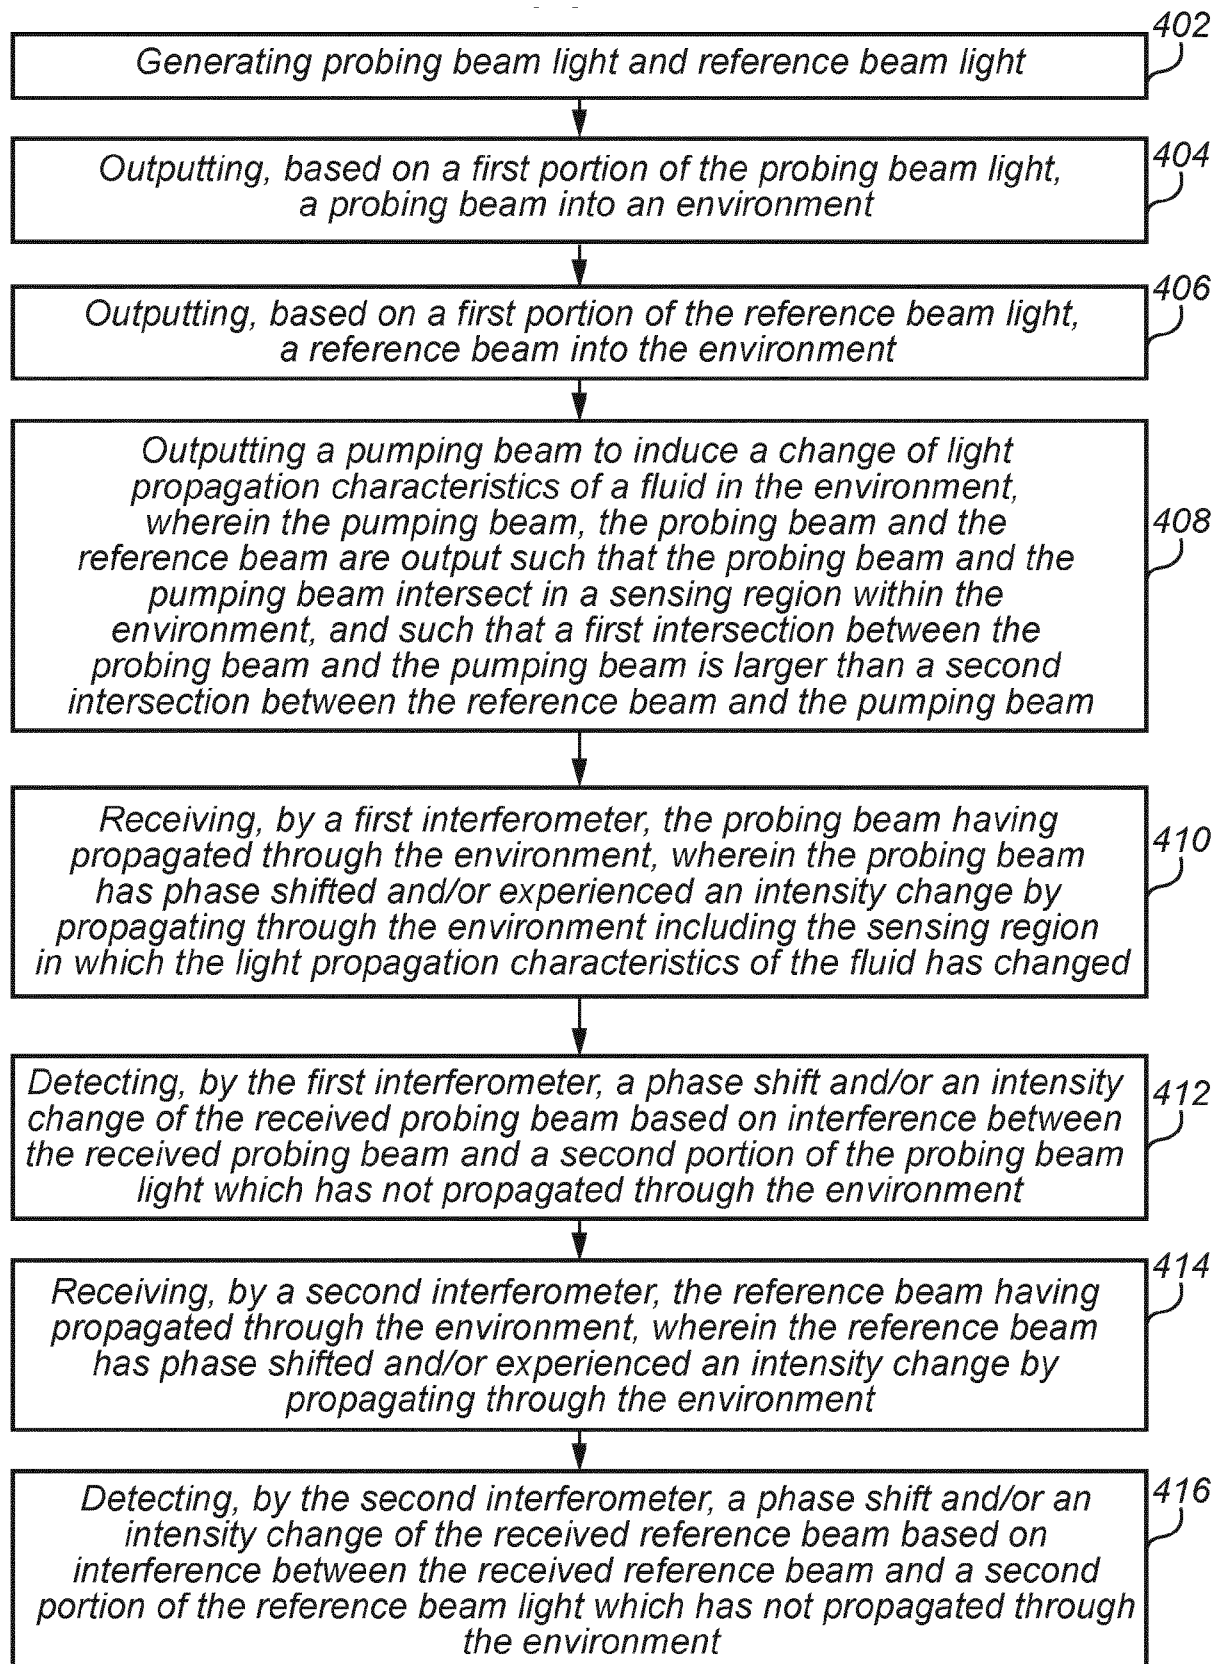 402
Generating probing beam light and reference beam light
404
Outputting, based on a first portion of the probing beam light,
a probing beam into an environment
406
Outputting, based on a first portion of the reference beam light,
a reference beam into the environment
408
Outputting a pumping beam to induce a change of light
propagation characteristics of a fluid in the environment,
wherein the pumping beam, the probing beam and the
reference beam are output such that the probing beam and the
pumping beam intersect in a sensing region within the
environment, and such that a first intersection between the
probing beam and the pumping beam is larger than a second
intersection between the reference beam and the pumping beam
410
Receiving, by a first interferometer, the probing beam having
propagated through the environment, wherein the probing beam
has phase shifted and/or experienced an intensity change by
propagating through the environment including the sensing region
in which the light propagation characteristics of the fluid has changed
412
Detecting, by the first interferometer, a phase shift and/or an intensity
change of the received probing beam based on interference between
the received probing beam and a second portion of the probing beam
light which has not propagated through the environment
414
Receiving, by a second interferometer, the reference beam having
propagated through the environment, wherein the reference beam
has phase shifted and/or experienced an intensity change by
propagating through the environment
416
Detecting, by the second interferometer, a phase shift and/or an
intensity change of the received reference beam based on
interference between the received reference beam and a second
portion of the reference beam light which has not propagated through
the environment